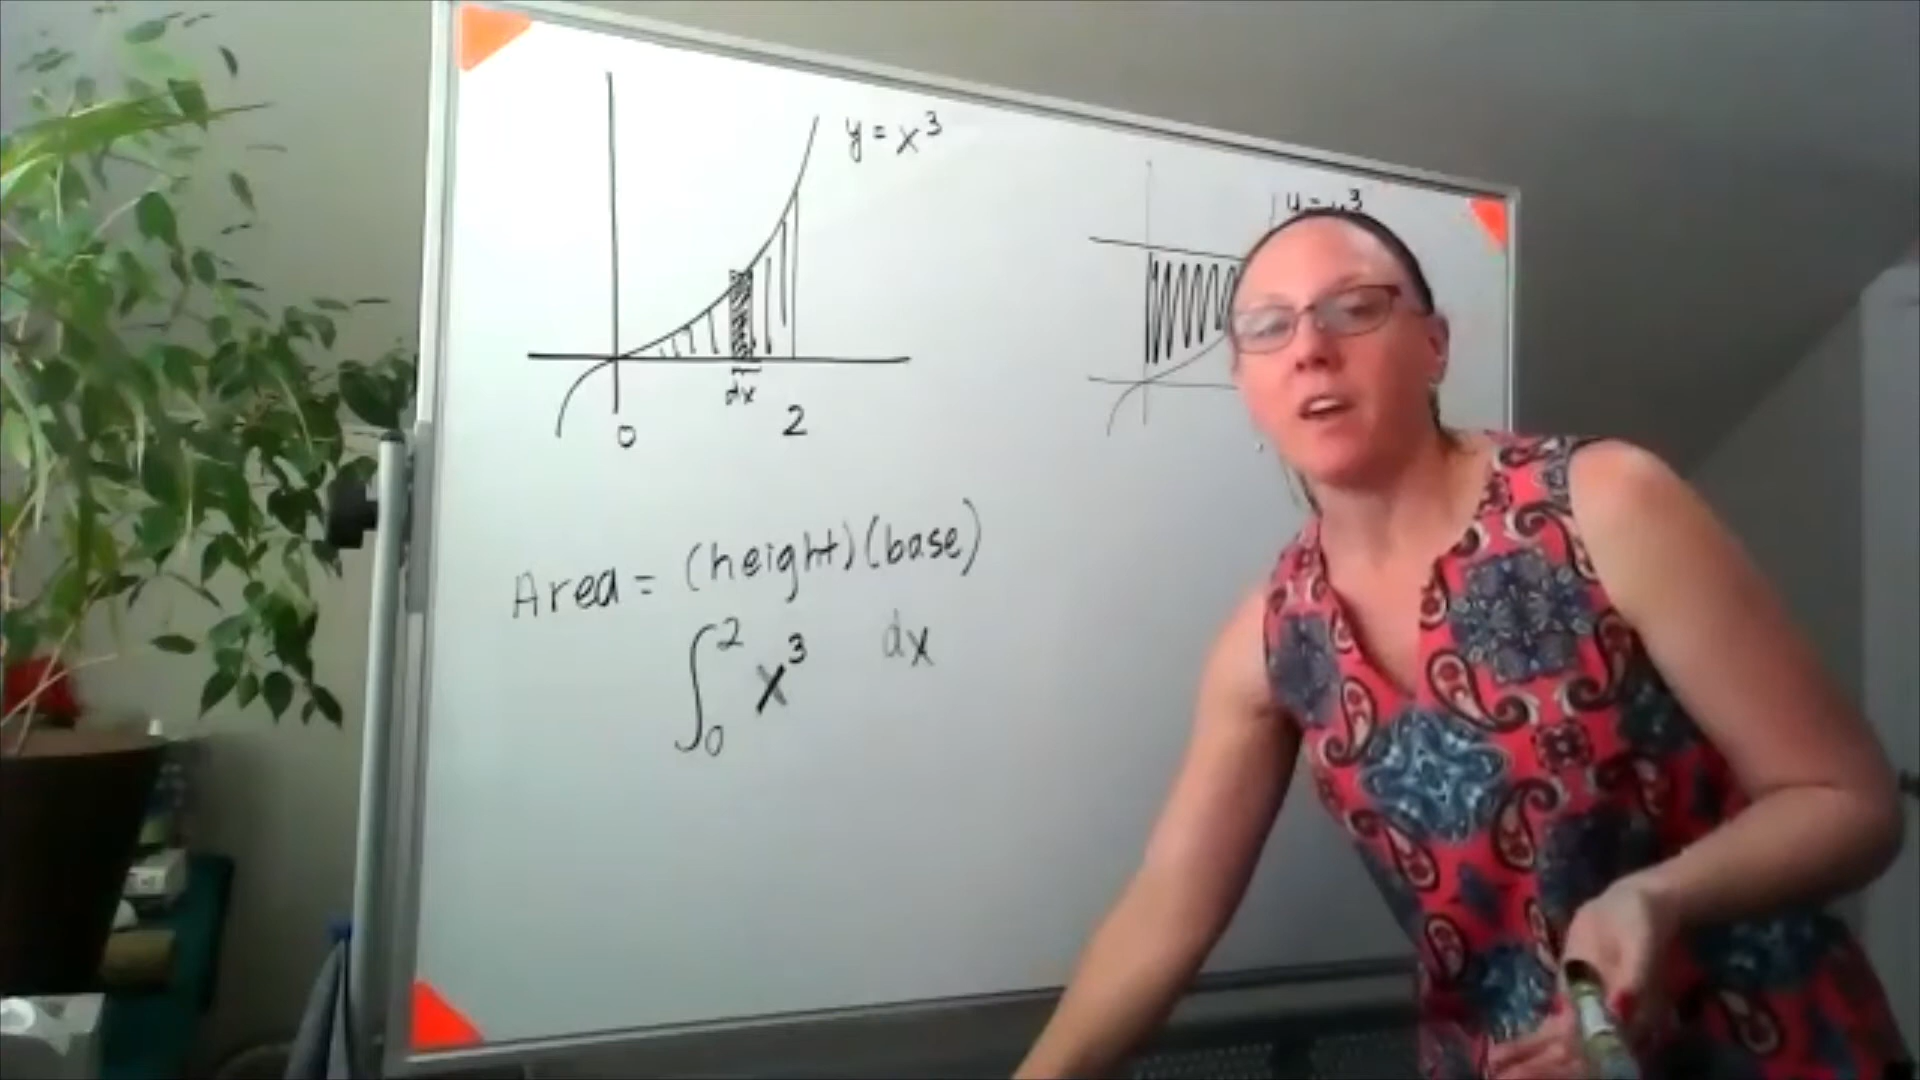 y = x³
dx
0
2
Area = (height)(base)
∫₀² x³ dx